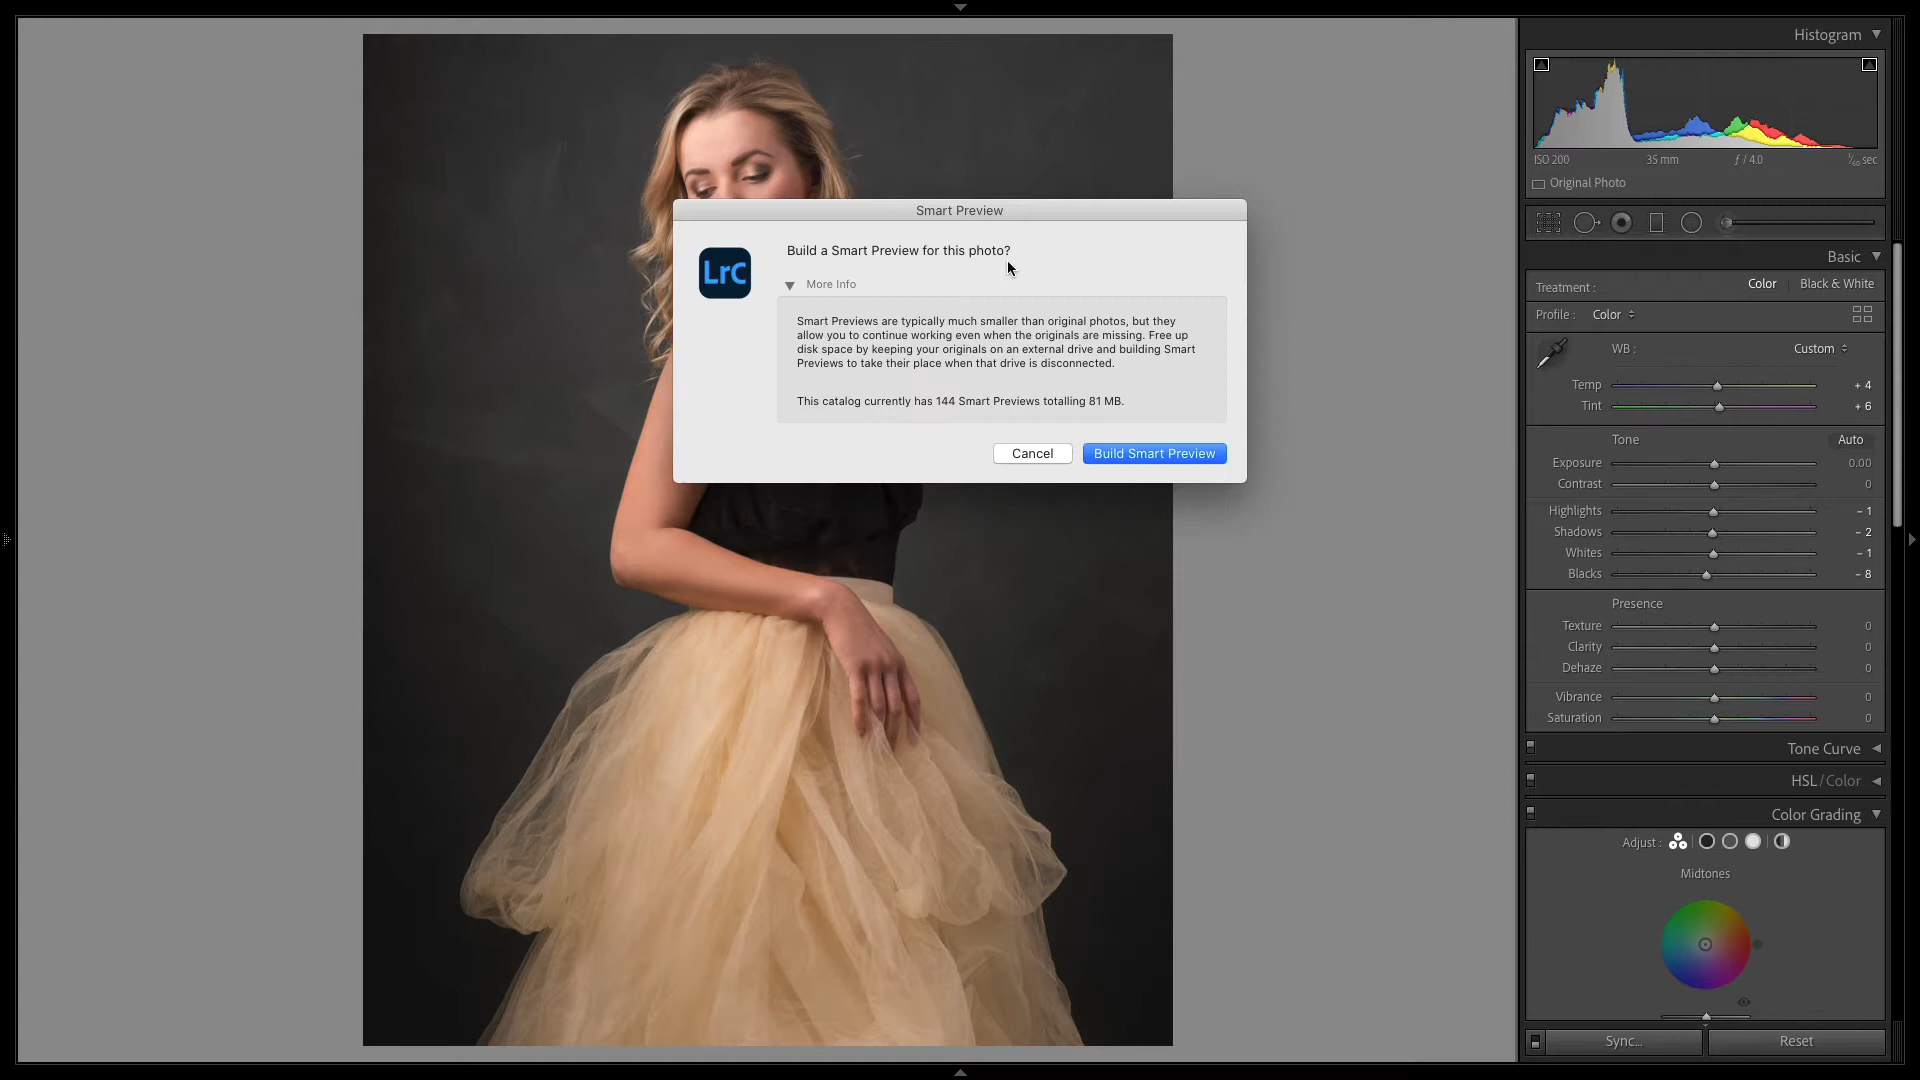 Histogram
ISO 200 35 mm ƒ / 4.0 1/60 sec
Original Photo
Smart Preview
Build a Smart Preview for this photo?
LrC
More Info
Smart Previews are typically much smaller than original photos, but they
allow you to continue working even when the originals are missing. Free up
disk space by keeping your originals on an external drive and building Smart
Previews to take their place when that drive is disconnected.
This catalog currently has 144 Smart Previews totalling 81 MB.
Cancel Build Smart Preview
Basic
Treatment : Color Black & White
Profile : Color
WB : Custom
Temp + 4
Tint + 6
Tone Auto
Exposure 0.00
Contrast 0
Highlights − 1
Shadows − 2
Whites − 1
Blacks − 8
Presence
Texture 0
Clarity 0
Dehaze 0
Vibrance 0
Saturation 0
Tone Curve
HSL / Color
Color Grading
Adjust :
Midtones
Sync... Reset